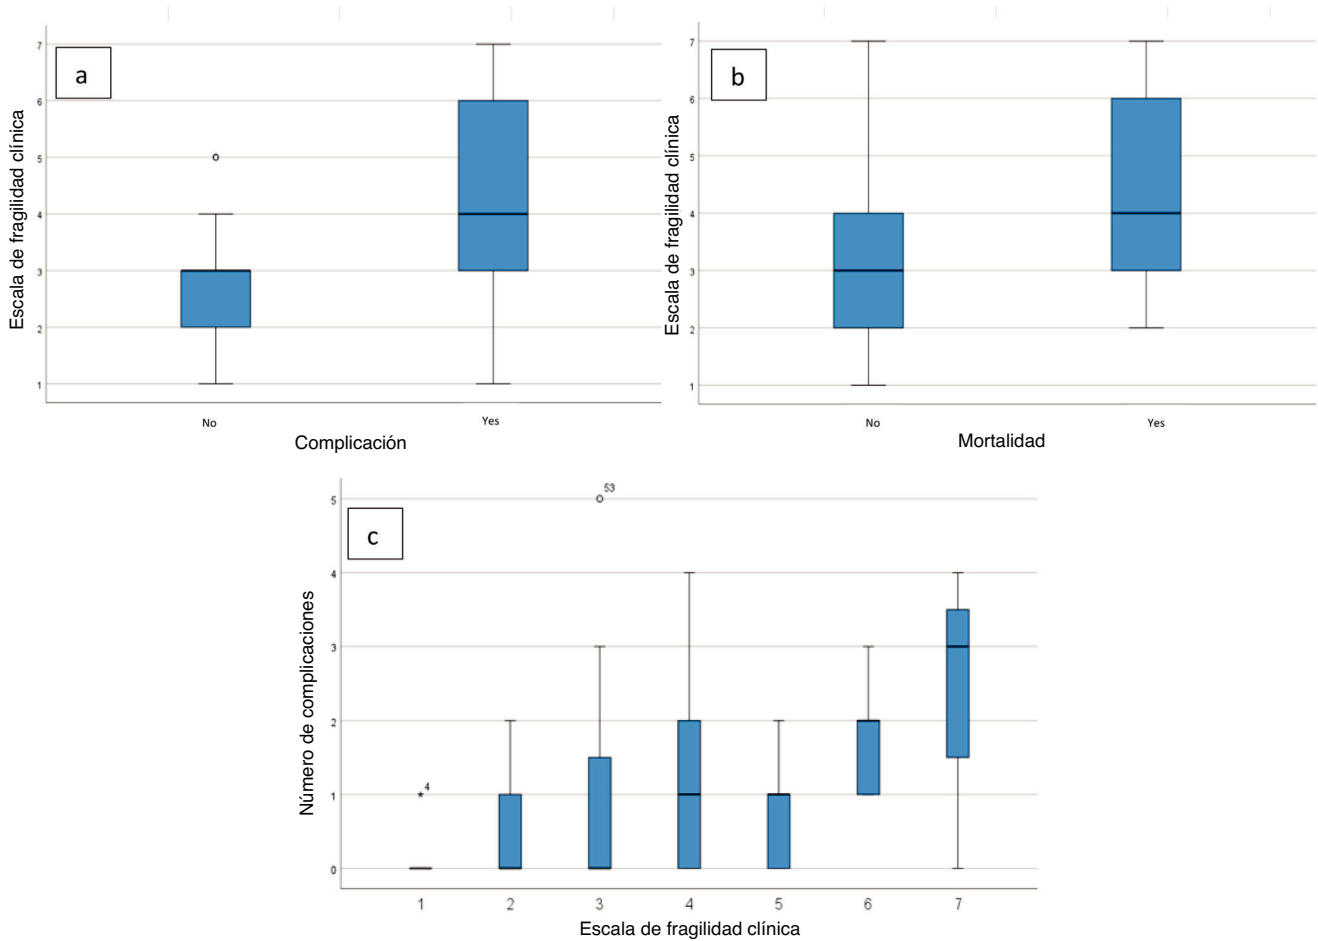 a
7
6
5
4
3
2
1
Escala de fragilidad clínica
No
Yes
Complicación
b
7
6
5
4
3
2
1
Escala de fragilidad clínica
No
Yes
Mortalidad
c
5
4
3
2
1
0
Número de complicaciones
53
4
1 2 3 4 5 6 7
Escala de fragilidad clínica